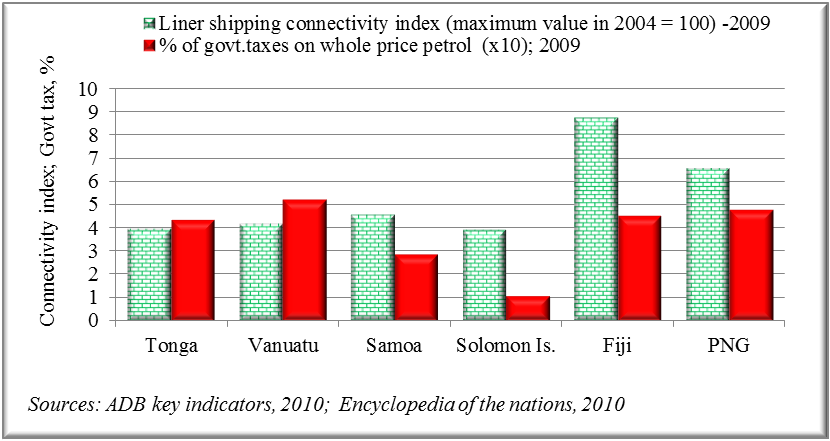 Liner shipping connectivity index (maximum value in 2004 = 100) -2009
% of govt.taxes on whole price petrol (x10); 2009
Connectivity index; Govt tax, %
10
9
8
7
6
5
4
3
2
1
0
Tonga Vanuatu Samoa Solomon Is. Fiji PNG
Sources: ADB key indicators, 2010; Encyclopedia of the nations, 2010